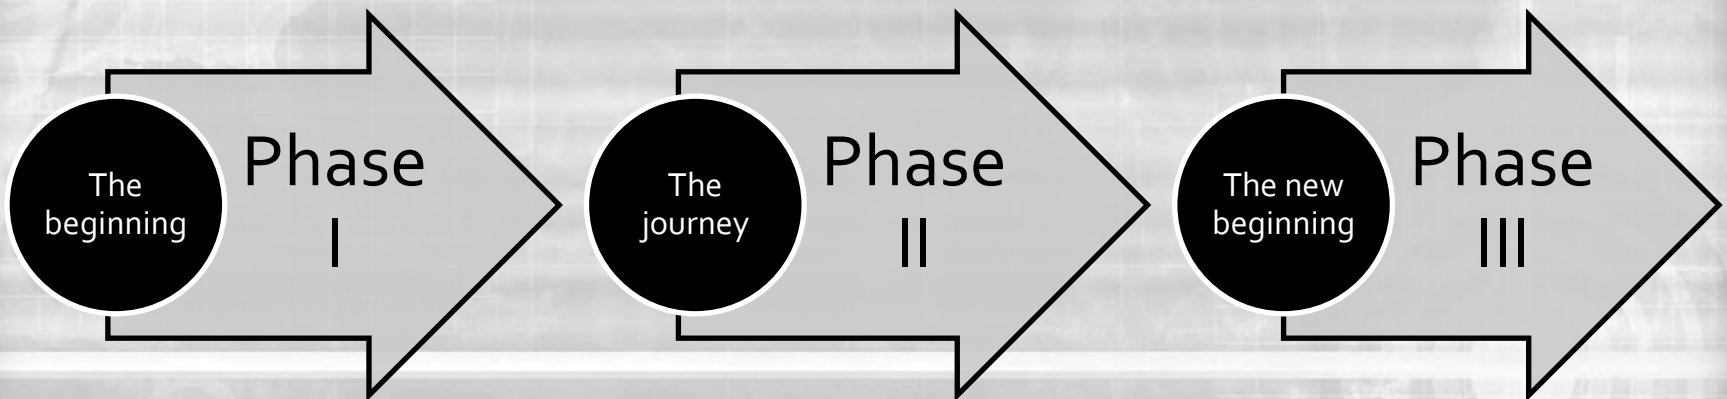 The
beginning
Phase
I
The
journey
Phase
II
The new
beginning
Phase
III